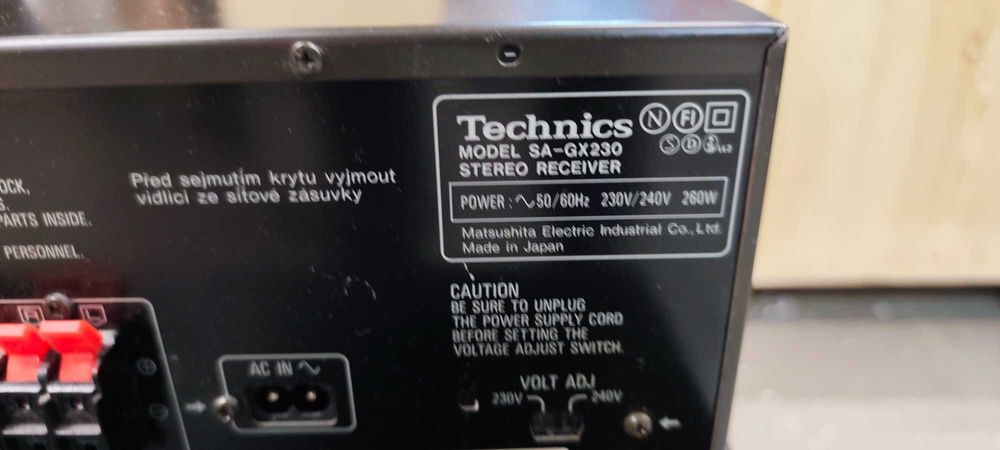 Technics N FI
MODEL SA-GX230 S D
STEREO RECEIVER
POWER : ∿50/60Hz 230V/240V 260W
Matsushita Electric Industrial Co., Ltd.
Made in Japan
Před sejmutím krytu vyjmout
vidlici ze síťové zásuvky
OCK,
S.
PARTS INSIDE.
PERSONNEL.
CAUTION
BE SURE TO UNPLUG
THE POWER SUPPLY CORD
BEFORE SETTING THE
VOLTAGE ADJUST SWITCH.
AC IN ∿
VOLT ADJ
230V 240V
+
−